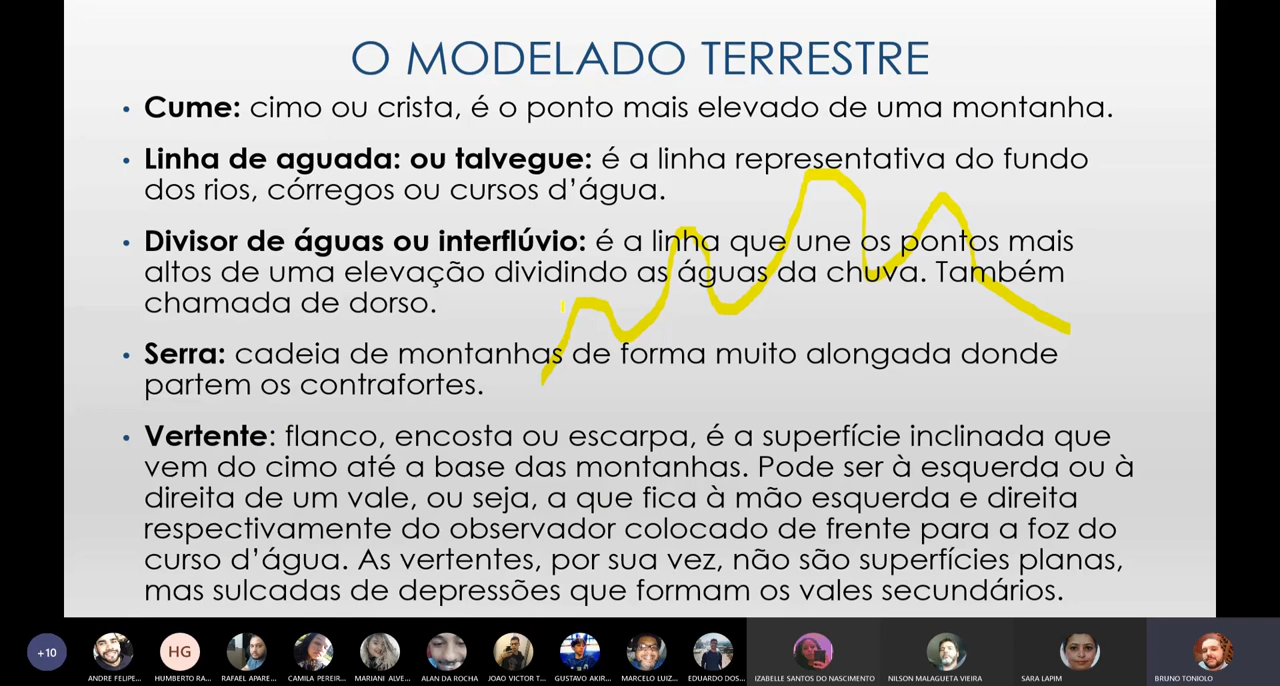 O MODELADO TERRESTRE
• Cume: cimo ou crista, é o ponto mais elevado de uma montanha.
• Linha de aguada: ou talvegue: é a linha representativa do fundo
dos rios, córregos ou cursos d’água.
• Divisor de águas ou interflúvio: é a linha que une os pontos mais
altos de uma elevação dividindo as águas da chuva. Também
chamada de dorso.
• Serra: cadeia de montanhas de forma muito alongada donde
partem os contrafortes.
• Vertente: flanco, encosta ou escarpa, é a superfície inclinada que
vem do cimo até a base das montanhas. Pode ser à esquerda ou à
direita de um vale, ou seja, a que fica à mão esquerda e direita
respectivamente do observador colocado de frente para a foz do
curso d’água. As vertentes, por sua vez, não são superfícies planas,
mas sulcadas de depressões que formam os vales secundários.
+10 HG
ANDRE FELIPE... HUMBERTO RA... RAFAEL APARE... CAMILA PEREIR... MARIANI ALVE... ALAN DA ROCHA JOAO VICTOR T... GUSTAVO AKIR... MARCELO LUIZ... EDUARDO DOS... IZABELLE SANTOS DO NASCIMENTO NILSON MALAGUETA VIEIRA SARA LAPIM BRUNO TONIOLO